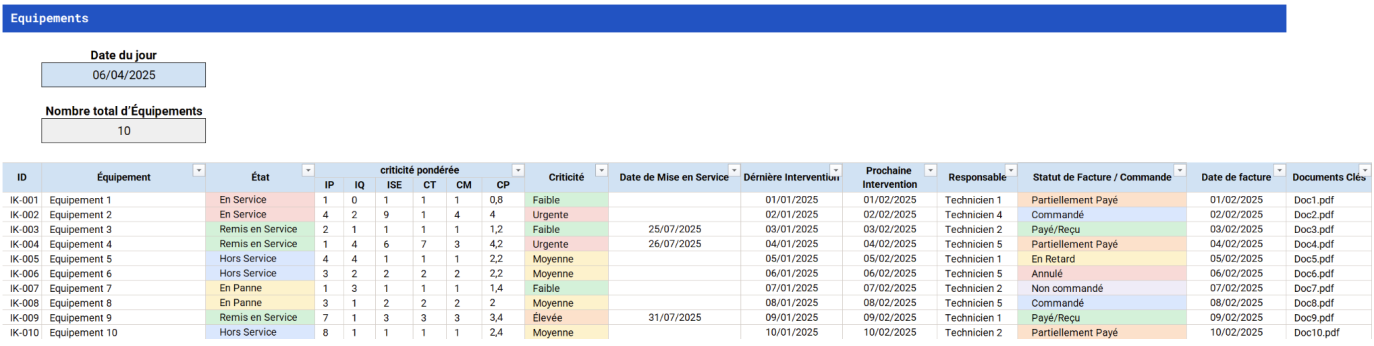 Equipements
Date du jour
06/04/2025
Nombre total d'Équipements
10
ID Équipement État criticité pondérée Criticité Date de Mise en Service Dérnière Intervention Prochaine Intervention Responsable Statut de Facture / Commande Date de facture Documents Clés
IP IQ ISE CT CM CP
IK-001 Equipement 1 En Service 1 0 1 1 1 0,8 Faible 01/01/2025 01/02/2025 Technicien 1 Partiellement Payé 01/02/2025 Doc1.pdf
IK-002 Equipement 2 En Service 4 2 9 1 4 4 Urgente 02/01/2025 02/02/2025 Technicien 4 Commandé 02/02/2025 Doc2.pdf
IK-003 Equipement 3 Remis en Service 2 1 1 1 1 1,2 Faible 25/07/2025 03/01/2025 03/02/2025 Technicien 2 Payé/Reçu 03/02/2025 Doc3.pdf
IK-004 Equipement 4 Remis en Service 1 4 6 7 3 4,2 Urgente 26/07/2025 04/01/2025 04/02/2025 Technicien 5 Partiellement Payé 04/02/2025 Doc4.pdf
IK-005 Equipement 5 Hors Service 4 4 1 1 1 2,2 Moyenne 05/01/2025 05/02/2025 Technicien 1 En Retard 05/02/2025 Doc5.pdf
IK-006 Equipement 6 Hors Service 3 2 2 2 2 2,2 Moyenne 06/01/2025 06/02/2025 Technicien 5 Annulé 06/02/2025 Doc6.pdf
IK-007 Equipement 7 En Panne 1 3 1 1 1 1,4 Faible 07/01/2025 07/02/2025 Technicien 2 Non commandé 07/02/2025 Doc7.pdf
IK-008 Equipement 8 En Panne 3 1 2 2 2 2 Moyenne 08/01/2025 08/02/2025 Technicien 5 Commandé 08/02/2025 Doc8.pdf
IK-009 Equipement 9 Remis en Service 7 1 3 3 3 3,4 Élevée 31/07/2025 09/01/2025 09/02/2025 Technicien 1 Payé/Reçu 09/02/2025 Doc9.pdf
IK-010 Equipement 10 Hors Service 8 1 1 1 1 2,4 Moyenne 10/01/2025 10/02/2025 Technicien 2 Partiellement Payé 10/02/2025 Doc10.pdf